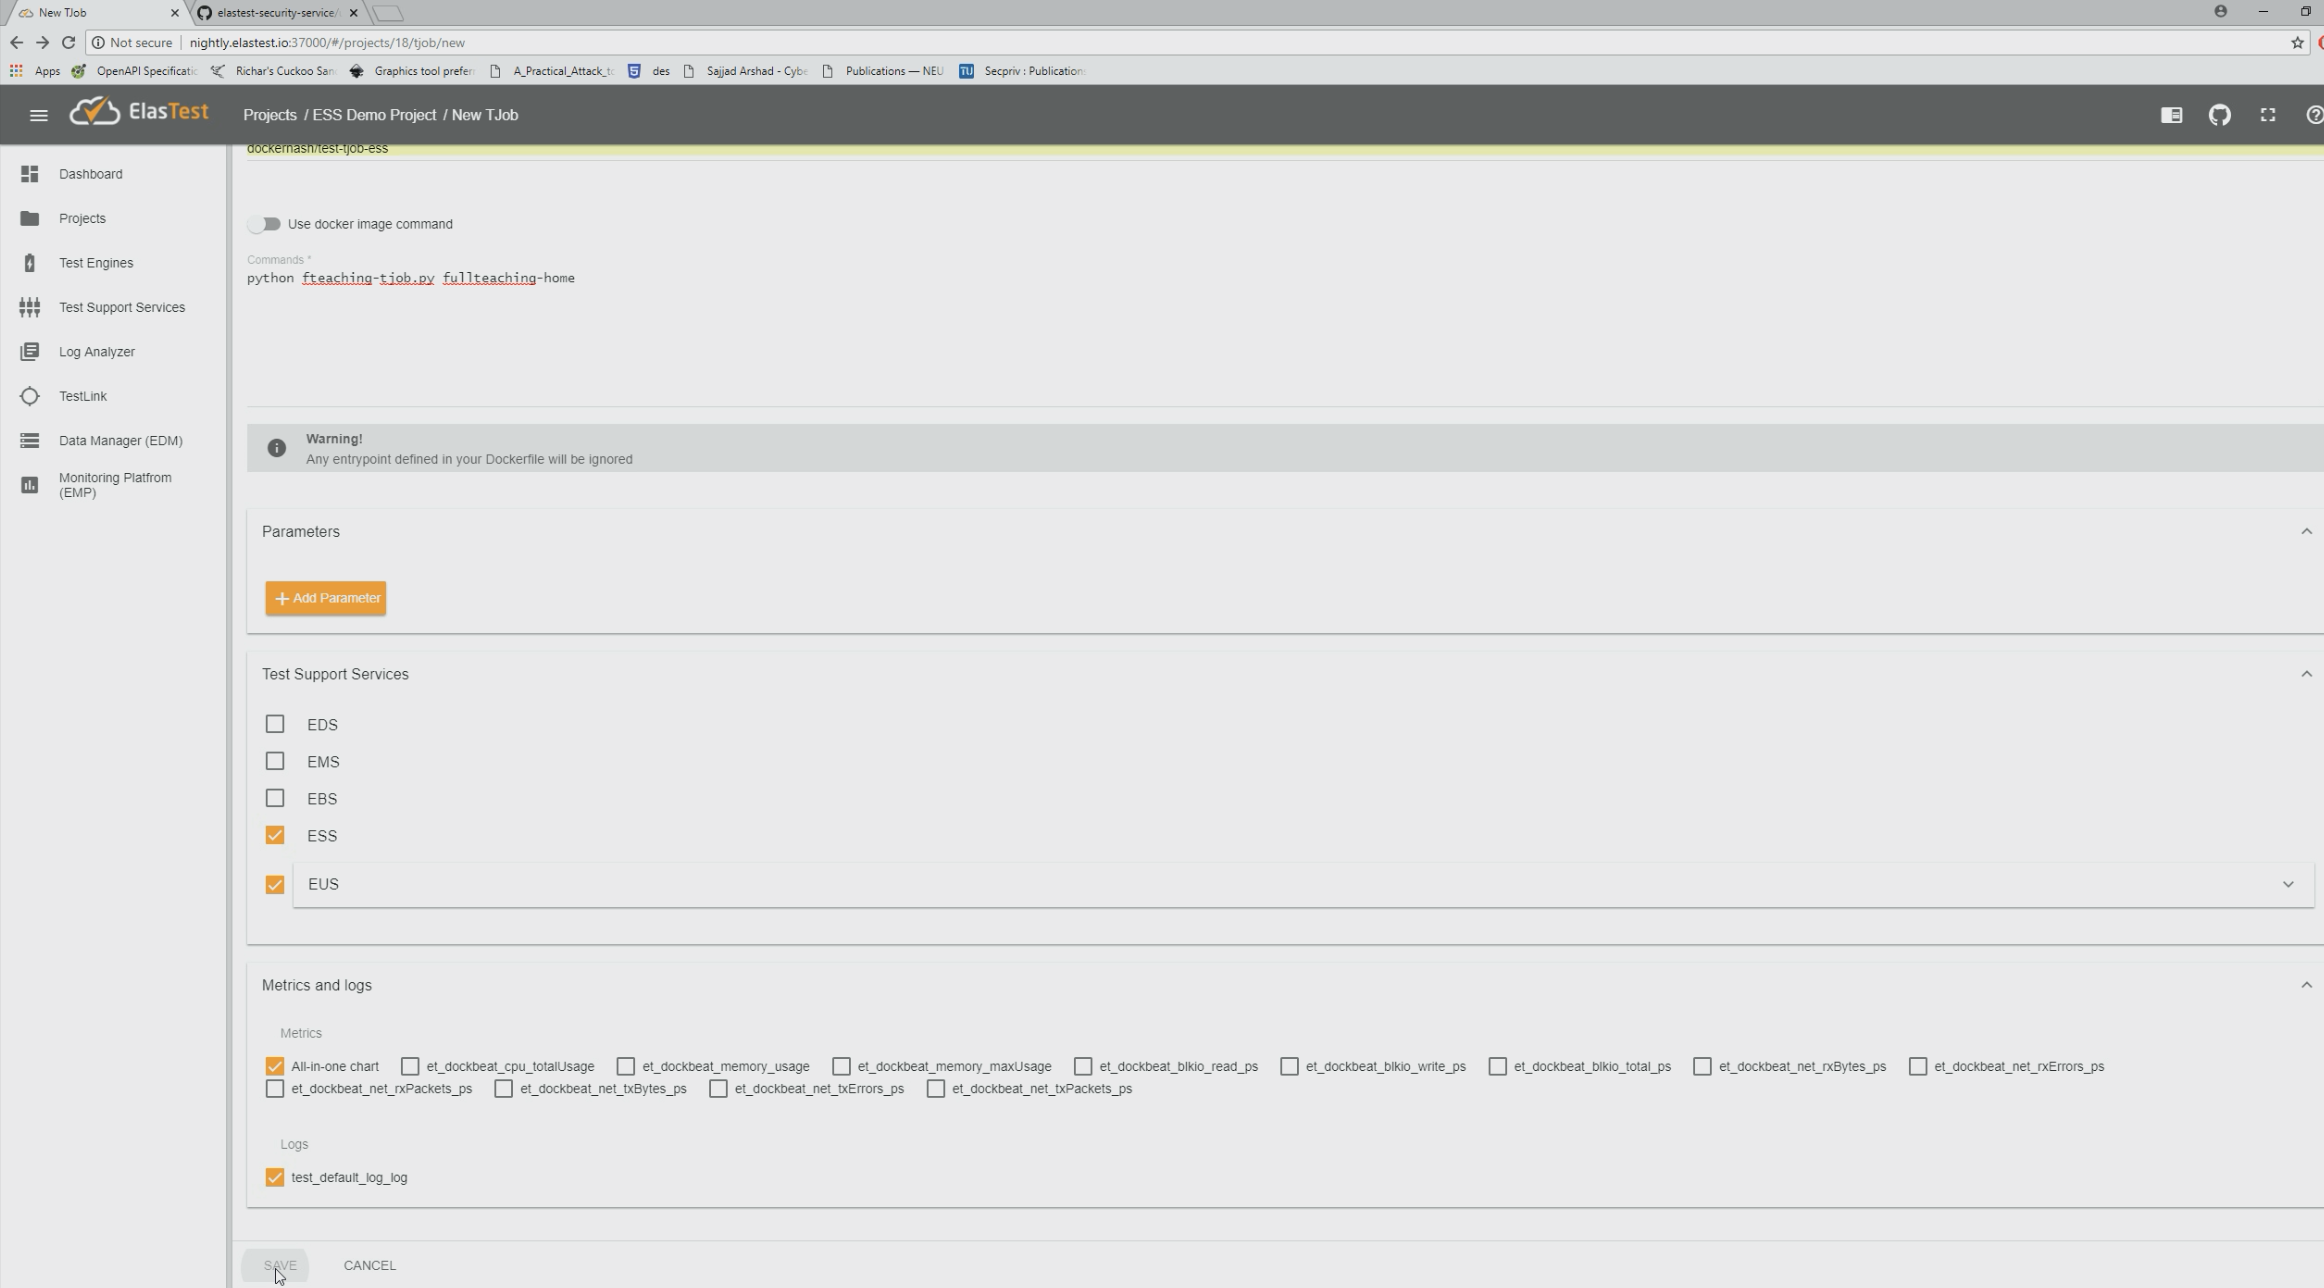 New TJob
elastest-security-service/
Not secure | nightly.elastest.io:37000/#/projects/18/tjob/new
Apps OpenAPI Specificatic Richar's Cuckoo San Graphics tool prefer A_Practical_Attack_to des Sajjad Arshad - Cybe Publications — NEU TU Secpriv : Publication
ElasTest
Projects / ESS Demo Project / New TJob
dockernash/test-tjob-ess
Dashboard
Projects
Test Engines
Test Support Services
Log Analyzer
TestLink
Data Manager (EDM)
Monitoring Platfrom
(EMP)
Use docker image command
Commands *
python fteaching-tjob.py fullteaching-home
Warning!
Any entrypoint defined in your Dockerfile will be ignored
Parameters
+ Add Parameter
Test Support Services
EDS
EMS
EBS
ESS
EUS
Metrics and logs
Metrics
All-in-one chart et_dockbeat_cpu_totalUsage et_dockbeat_memory_usage et_dockbeat_memory_maxUsage et_dockbeat_blkio_read_ps et_dockbeat_blkio_write_ps et_dockbeat_blkio_total_ps et_dockbeat_net_rxBytes_ps et_dockbeat_net_rxErrors_ps
et_dockbeat_net_rxPackets_ps et_dockbeat_net_txBytes_ps et_dockbeat_net_txErrors_ps et_dockbeat_net_txPackets_ps
Logs
test_default_log_log
SAVE CANCEL